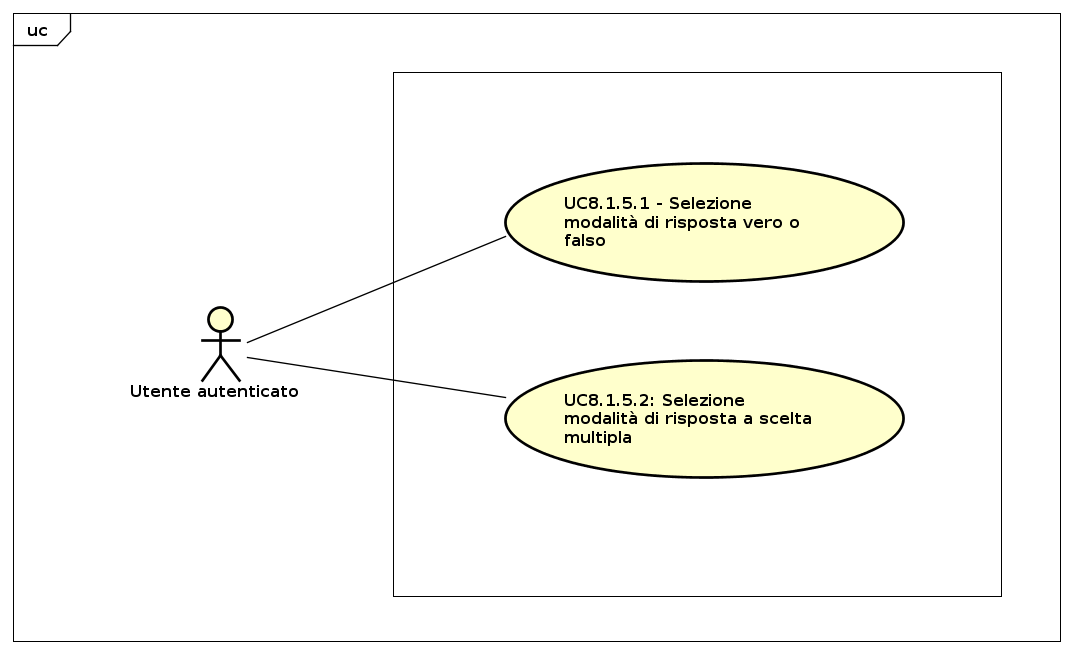 uc
UC8.1.5.1 - Selezione
modalità di risposta vero o
falso
Utente autenticato
UC8.1.5.2: Selezione
modalità di risposta a scelta
multipla